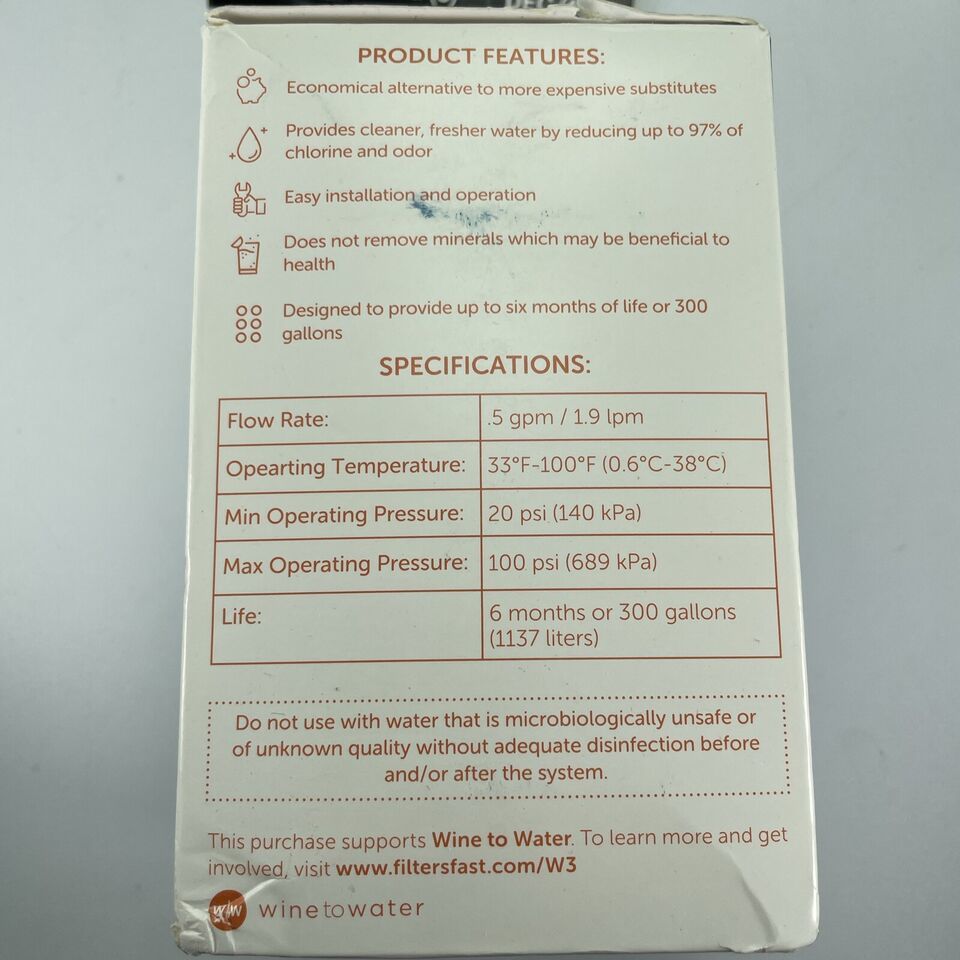 PRODUCT FEATURES:
Economical alternative to more expensive substitutes
Provides cleaner, fresher water by reducing up to 97% of
chlorine and odor
Easy installation and operation
Does not remove minerals which may be beneficial to
health
Designed to provide up to six months of life or 300
gallons
SPECIFICATIONS:
Flow Rate: .5 gpm / 1.9 lpm
Opearting Temperature: 33°F-100°F (0.6°C-38°C)
Min Operating Pressure: 20 psi (140 kPa)
Max Operating Pressure: 100 psi (689 kPa)
Life: 6 months or 300 gallons
(1137 liters)
Do not use with water that is microbiologically unsafe or
of unknown quality without adequate disinfection before
and/or after the system.
This purchase supports Wine to Water. To learn more and get
involved, visit www.filtersfast.com/W3
winetowater